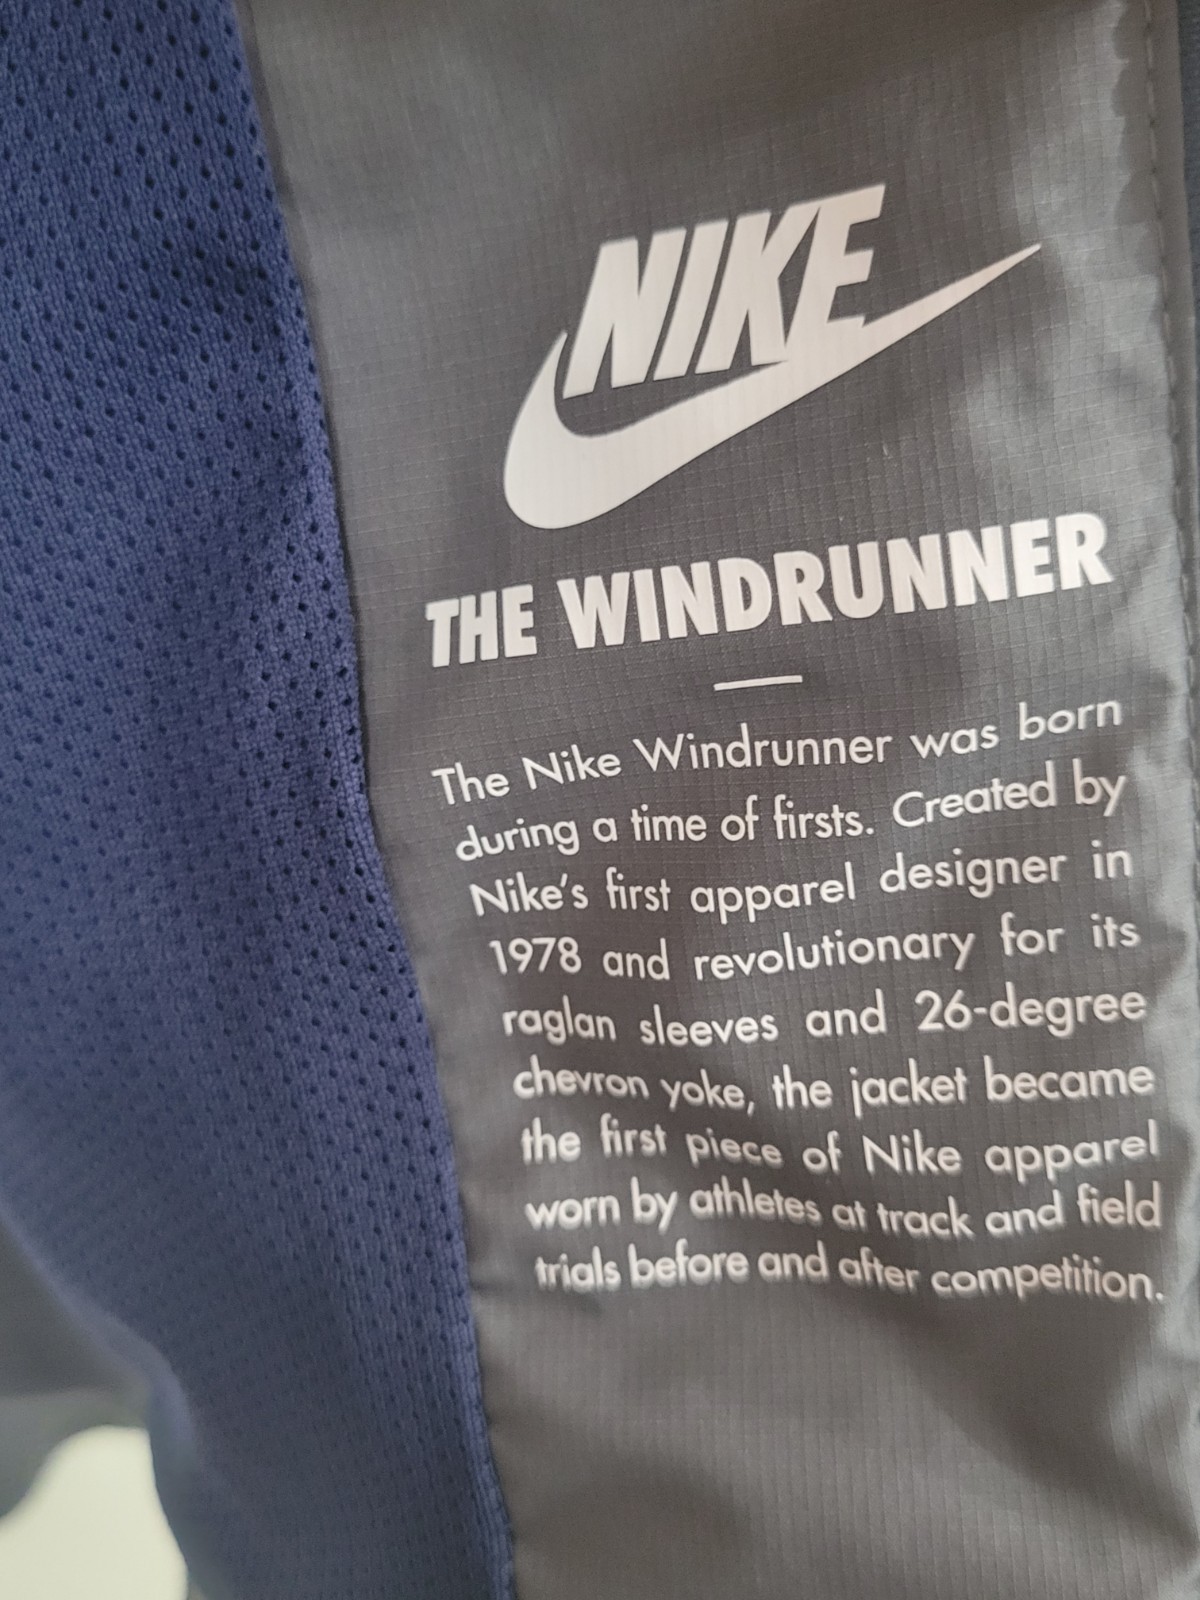 NIKE
THE WINDRUNNER
The Nike Windrunner was born
during a time of firsts. Created by
Nike's first apparel designer in
1978 and revolutionary for its
raglan sleeves and 26-degree
chevron yoke, the jacket became
the first piece of Nike apparel
worn by athletes at track and field
trials before and after competition.